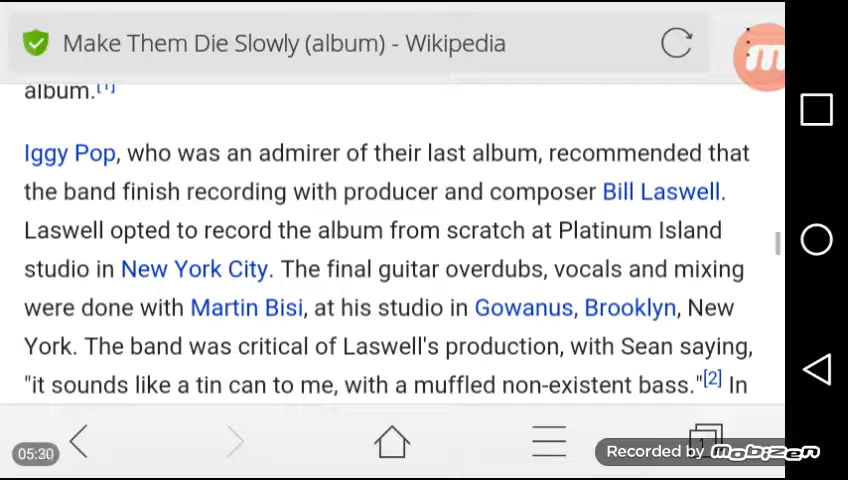 Make Them Die Slowly (album) - Wikipedia
album.[1]
Iggy Pop, who was an admirer of their last album, recommended that
the band finish recording with producer and composer Bill Laswell.
Laswell opted to record the album from scratch at Platinum Island
studio in New York City. The final guitar overdubs, vocals and mixing
were done with Martin Bisi, at his studio in Gowanus, Brooklyn, New
York. The band was critical of Laswell's production, with Sean saying,
"it sounds like a tin can to me, with a muffled non-existent bass."[2] In
05:30
1
Recorded by Mobizen
m